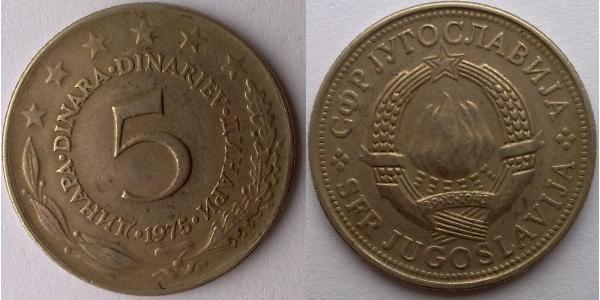 ДИНАРА·DINARA·DINARJEV·ДИНАРИ
·1975·
5
СФР ЈУГОСЛАВИЈА
SFR JUGOSLAVIJA